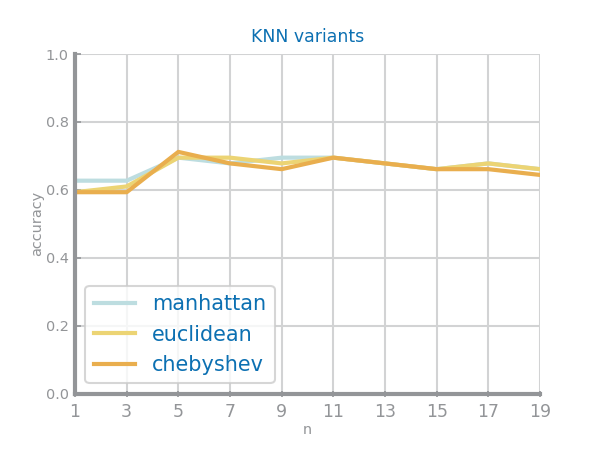 KNN variants
1.0
0.8
0.6
0.4
0.2
0.0
accuracy
manhattan
euclidean
chebyshev
1 3 5 7 9 11 13 15 17 19
n